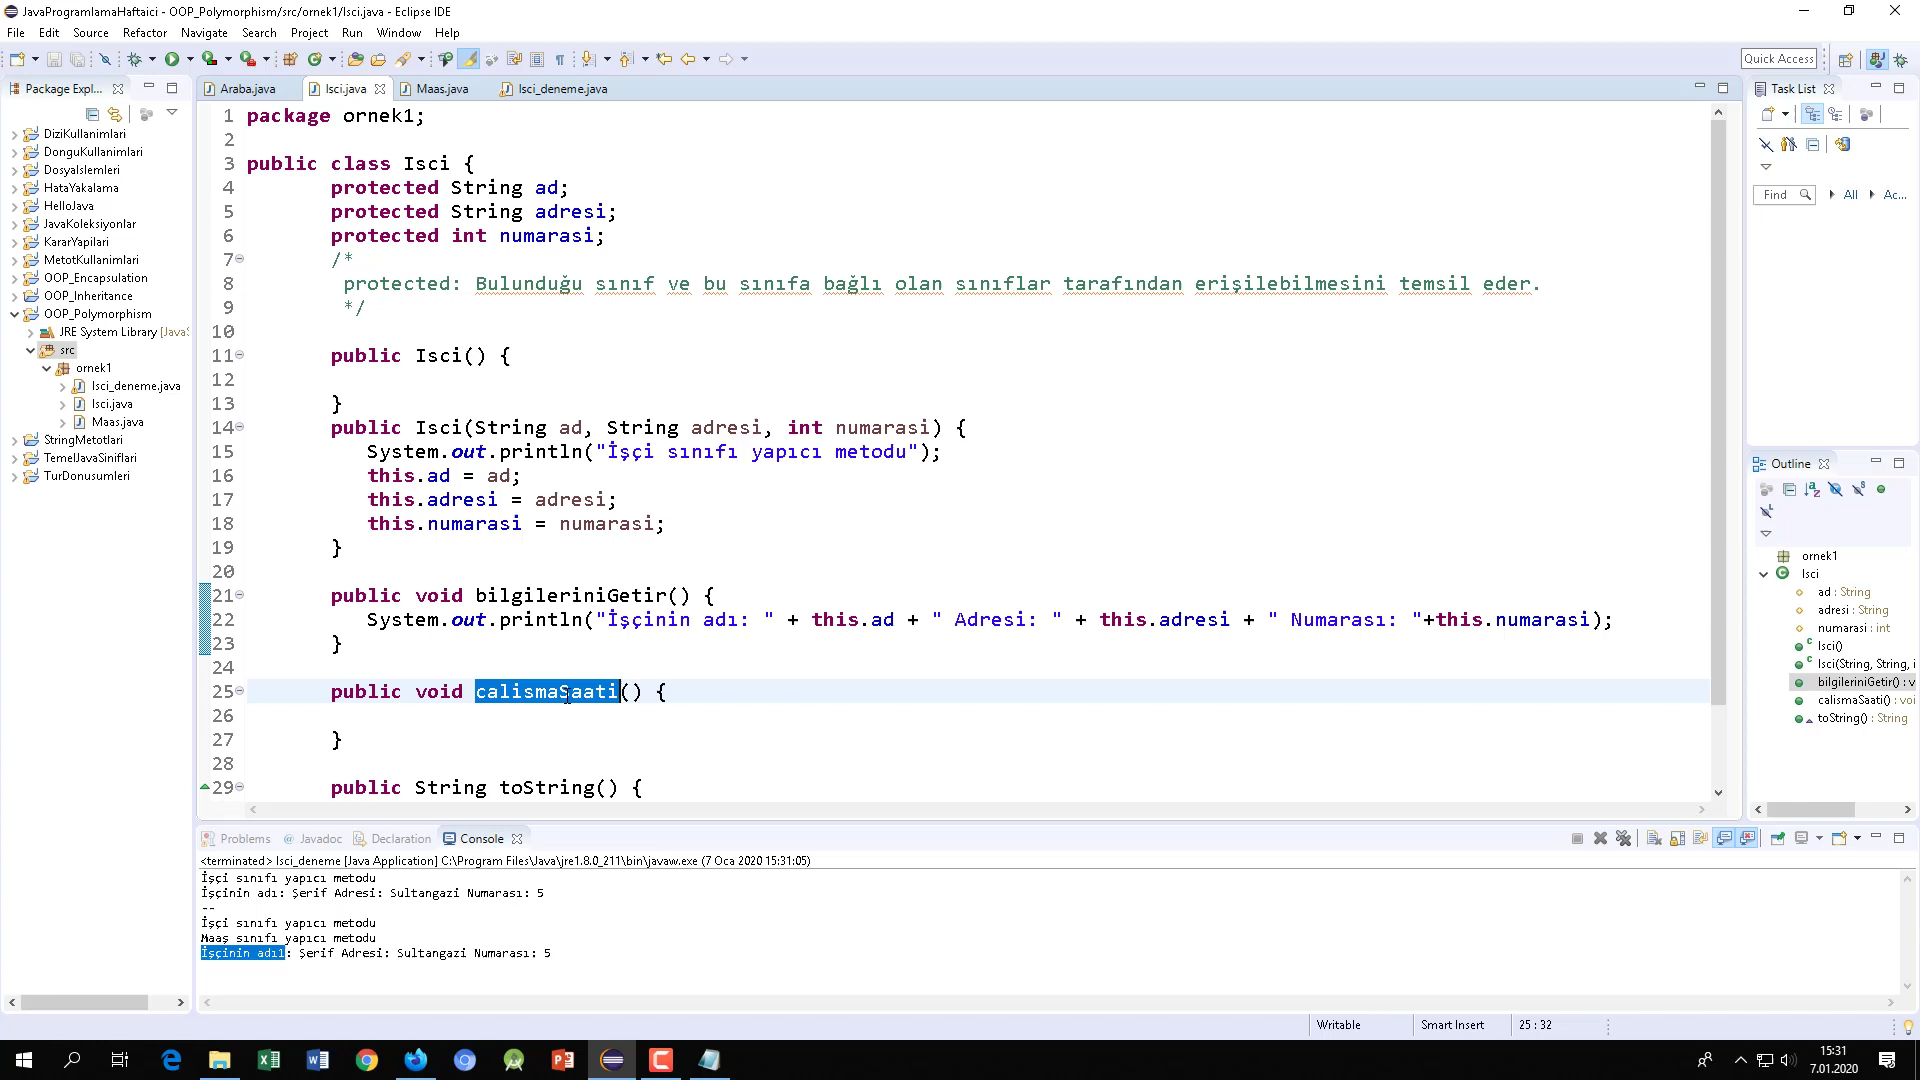 JavaProgramlamaHaftaici - OOP_Polymorphism/src/ornek1/Isci.java - Eclipse IDE
File Edit Source Refactor Navigate Search Project Run Window Help
Quick Access
Package Expl...
DiziKullanimlari
DonguKullanimlari
DosyaIslemleri
HataYakalama
HelloJava
JavaKoleksiyonlar
KararYapilari
MetotKullanimlari
OOP_Encapsulation
OOP_Inheritance
OOP_Polymorphism
JRE System Library [JavaS
src
ornek1
Isci_deneme.java
Isci.java
Maas.java
StringMetotlari
TemelJavaSiniflari
TurDonusumleri
Araba.java Isci.java Maas.java Isci_deneme.java
1 package ornek1;
2
3 public class Isci {
4 protected String ad;
5 protected String adresi;
6 protected int numarasi;
7 /*
8 protected: Bulunduğu sınıf ve bu sınıfa bağlı olan sınıflar tarafından erişilebilmesini temsil eder.
9 */
10
11 public Isci() {
12
13 }
14 public Isci(String ad, String adresi, int numarasi) {
15 System.out.println("İşçi sınıfı yapıcı metodu");
16 this.ad = ad;
17 this.adresi = adresi;
18 this.numarasi = numarasi;
19 }
20
21 public void bilgileriniGetir() {
22 System.out.println("İşçinin adı: " + this.ad + " Adresi: " + this.adresi + " Numarası: "+this.numarasi);
23 }
24
25 public void calismaSaati() {
26
27 }
28
29 public String toString() {
Task List
Find All Ac...
Outline
ornek1
Isci
ad : String
adresi : String
numarasi : int
Isci()
Isci(String, String, i
bilgileriniGetir() : v
calismaSaati() : voi
toString() : String
Problems Javadoc Declaration Console
<terminated> Isci_deneme [Java Application] C:\Program Files\Java\jre1.8.0_211\bin\javaw.exe (7 Oca 2020 15:31:05)
İşçi sınıfı yapıcı metodu
İşçinin adı: Şerif Adresi: Sultangazi Numarası: 5
--
İşçi sınıfı yapıcı metodu
Maaş sınıfı yapıcı metodu
İşçinin adı1: Şerif Adresi: Sultangazi Numarası: 5
Writable Smart Insert 25 : 32
15:31
7.01.2020